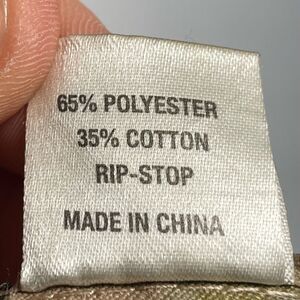 65% POLYESTER
35% COTTON
RIP-STOP
MADE IN CHINA